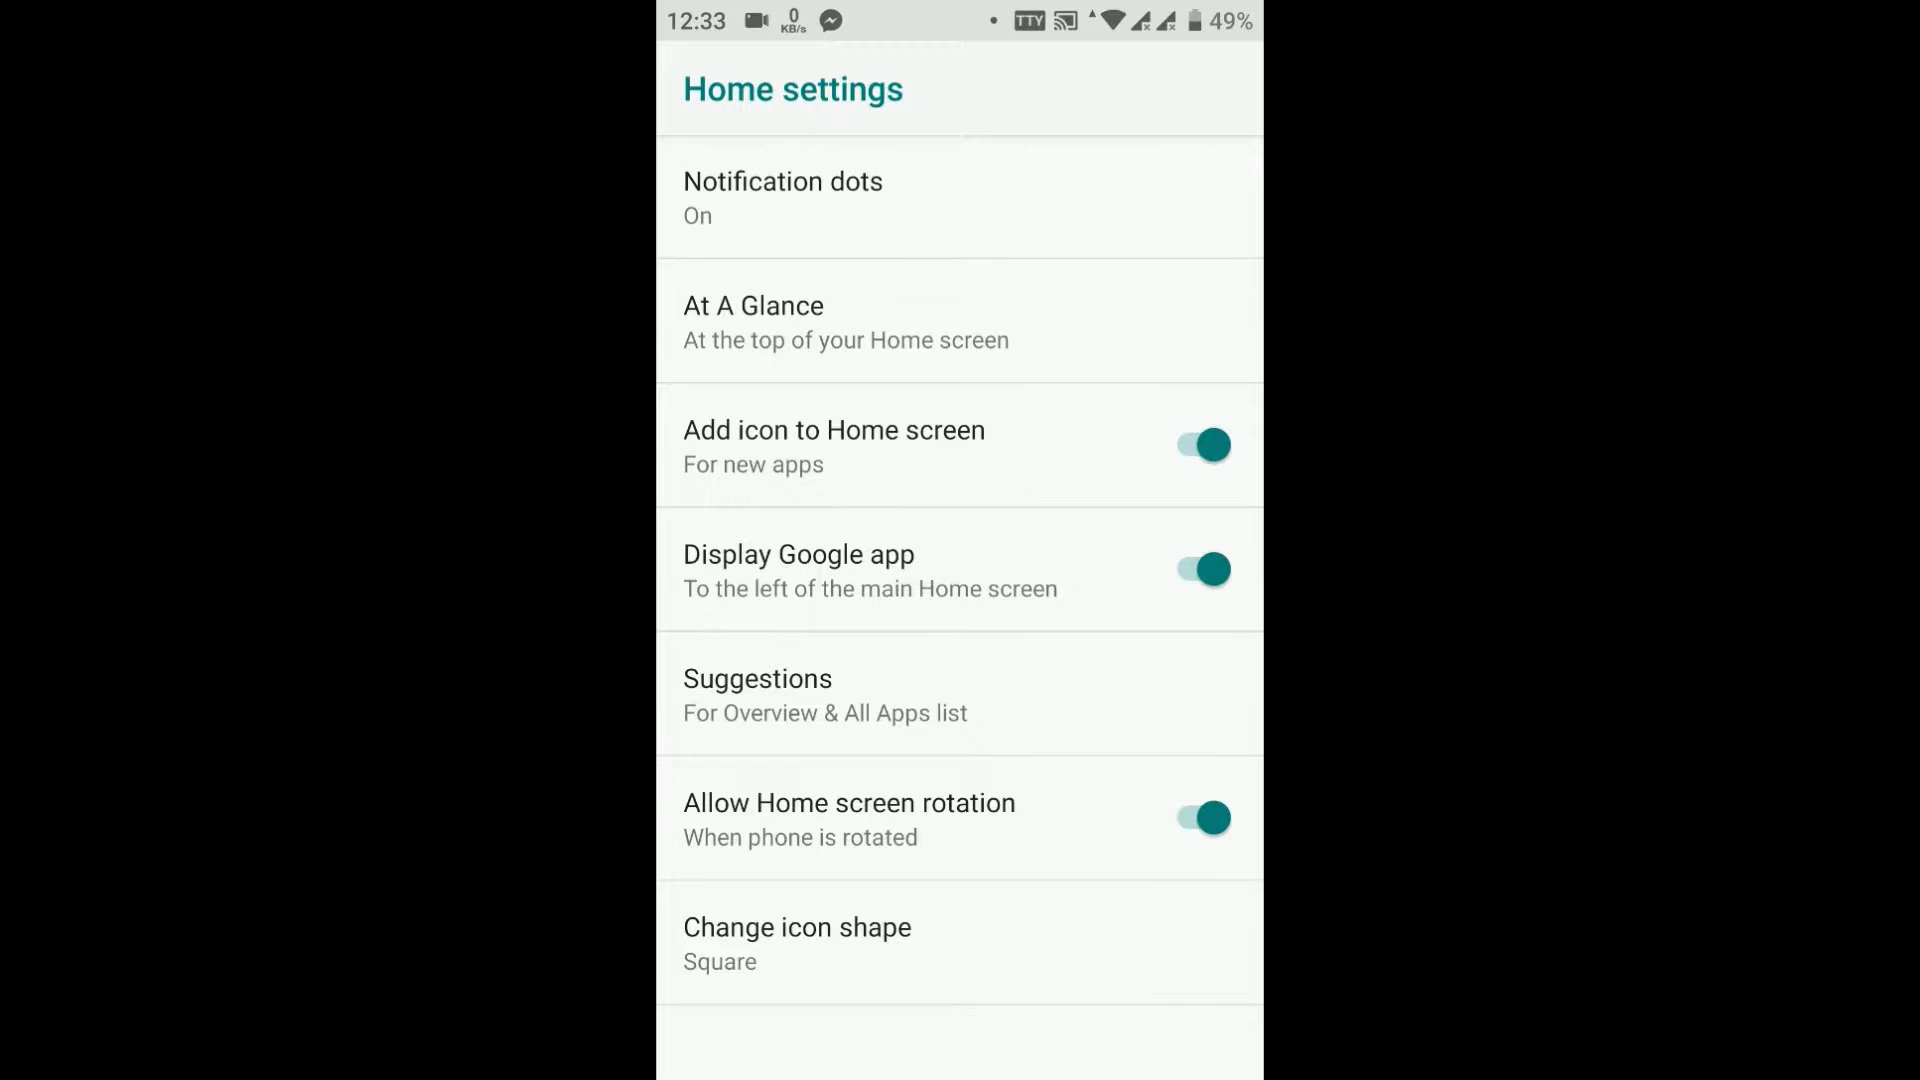 12:33 0 KB/s TTY 49%
Home settings
Notification dots
On
At A Glance
At the top of your Home screen
Add icon to Home screen
For new apps
Display Google app
To the left of the main Home screen
Suggestions
For Overview & All Apps list
Allow Home screen rotation
When phone is rotated
Change icon shape
Square